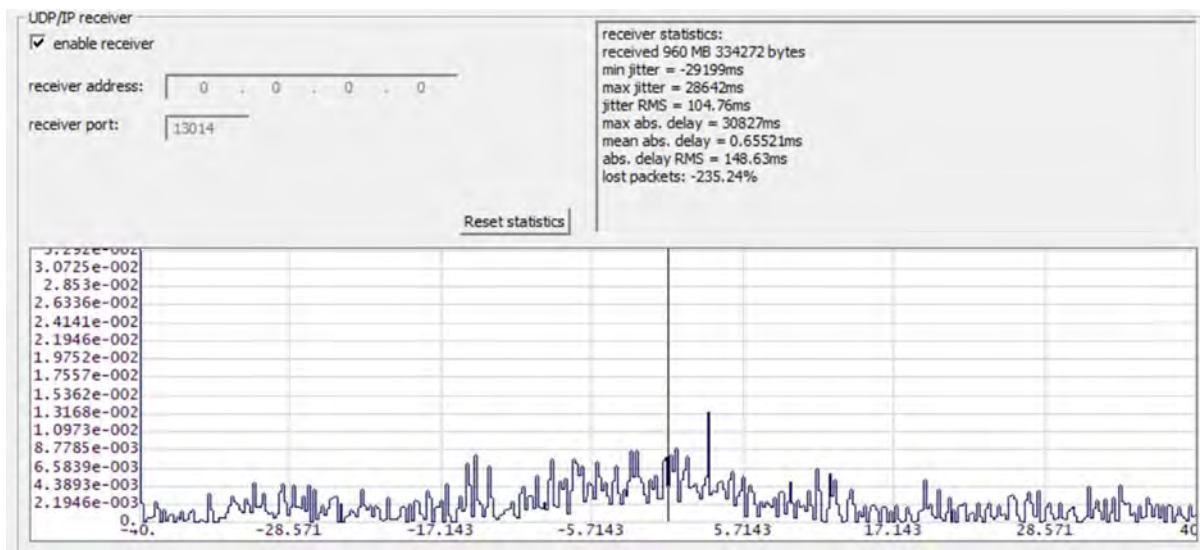 UDP/IP receiver
enable receiver
receiver address: 0 . 0 . 0 . 0
receiver port: 13014
Reset statistics
receiver statistics:
received 960 MB 334272 bytes
min jitter = -29199ms
max jitter = 28642ms
jitter RMS = 104.76ms
max abs. delay = 30827ms
mean abs. delay = 0.65521ms
abs. delay RMS = 148.63ms
lost packets: -235.24%
3.0725e-002
2.853e-002
2.6336e-002
2.4141e-002
2.1946e-002
1.9752e-002
1.7557e-002
1.5362e-002
1.3168e-002
1.0973e-002
8.7785e-003
6.5839e-003
4.3893e-003
2.1946e-003
0.
-40. -28.571 -17.143 -5.7143 5.7143 17.143 28.571 40